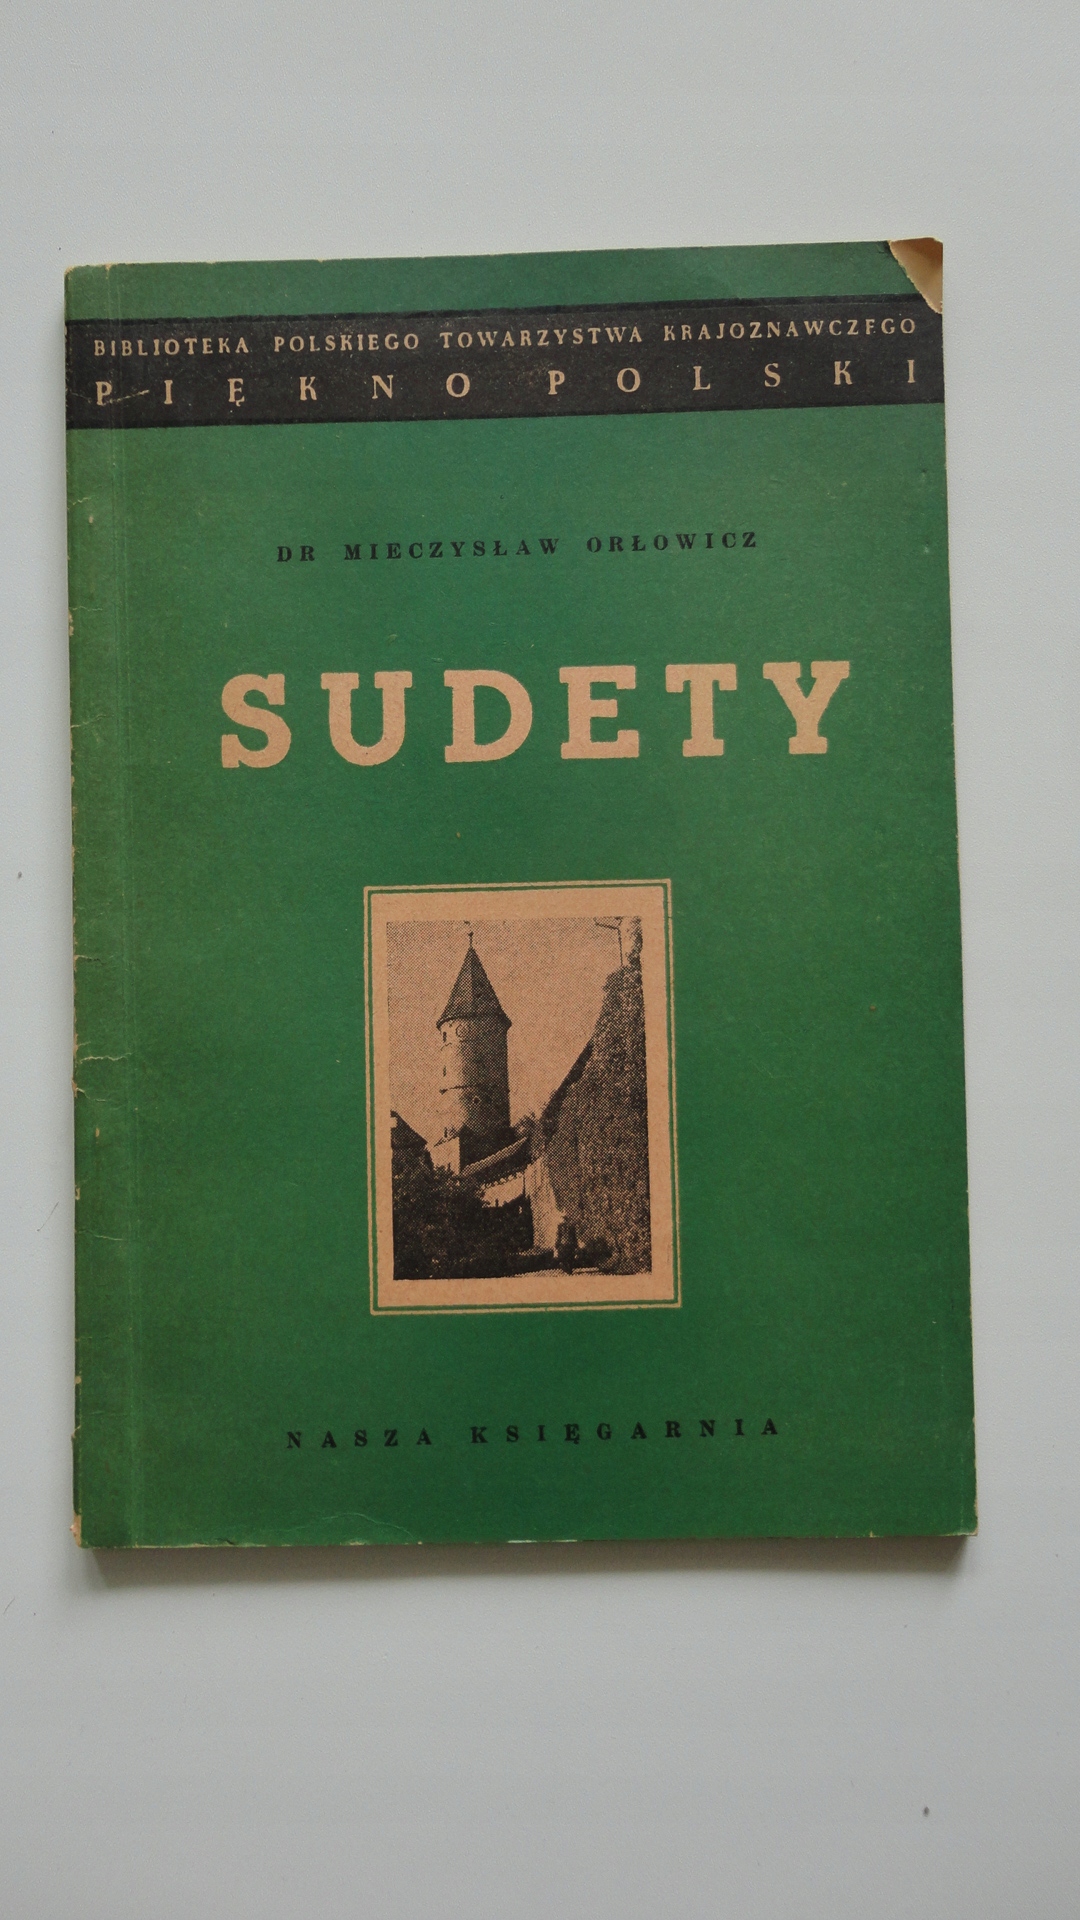 BIBLIOTEKA POLSKIEGO TOWARZYSTWA KRAJOZNAWCZEGO
PIĘKNO POLSKI
DR MIECZYSŁAW ORŁOWICZ
SUDETY
NASZA KSIĘGARNIA